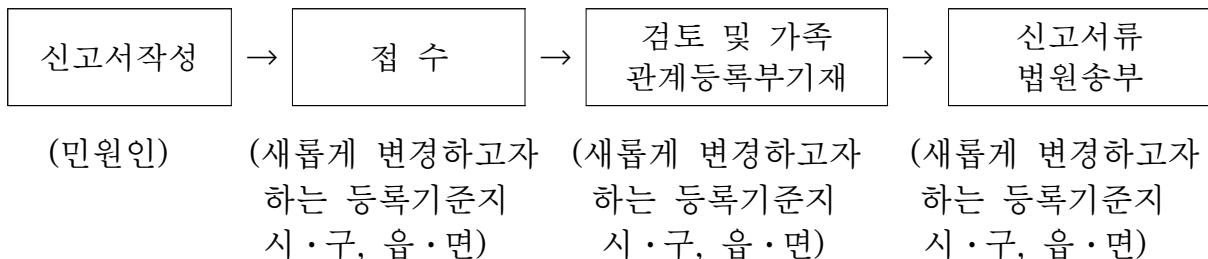 신고서작성 → 접 수 → 검토 및 가족 관계등록부기재 → 신고서류 법원송부
(민원인) (새롭게 변경하고자 (새롭게 변경하고자 (새롭게 변경하고자
하는 등록기준지 하는 등록기준지 하는 등록기준지
시·구, 읍·면) 시·구, 읍·면) 시·구, 읍·면)